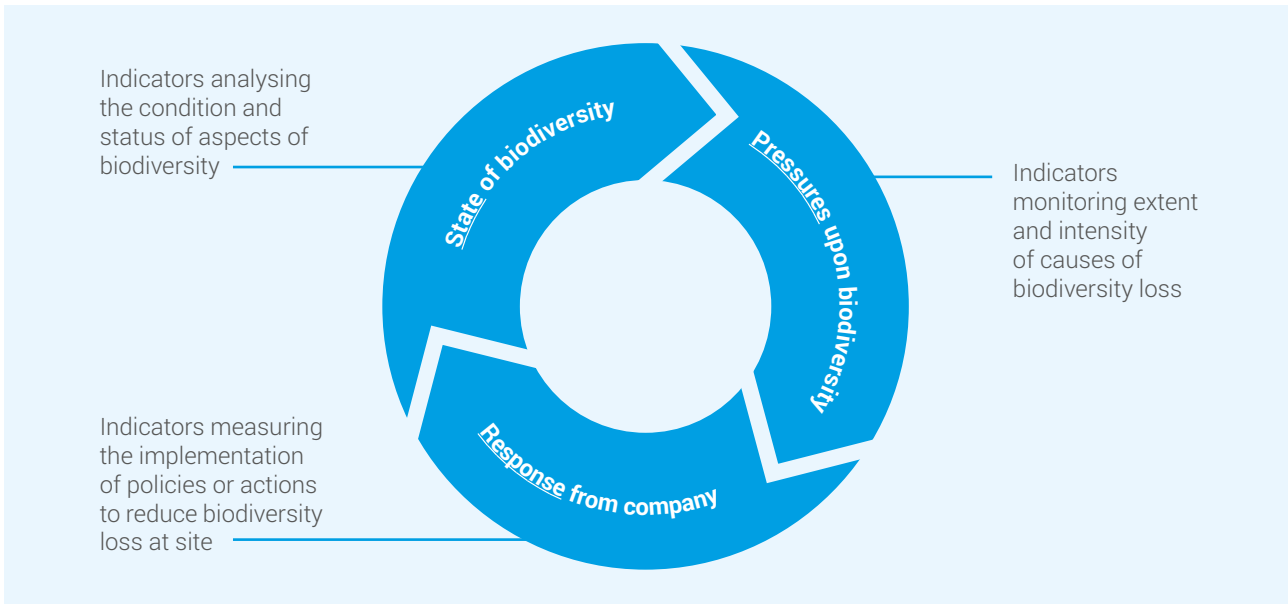 Indicators analysing
the condition and
status of aspects of
biodiversity
State of biodiversity
Pressures upon biodiversity
Indicators
monitoring extent
and intensity
of causes of
biodiversity loss
Indicators measuring
the implementation
of policies or actions
to reduce biodiversity
loss at site
Response from company